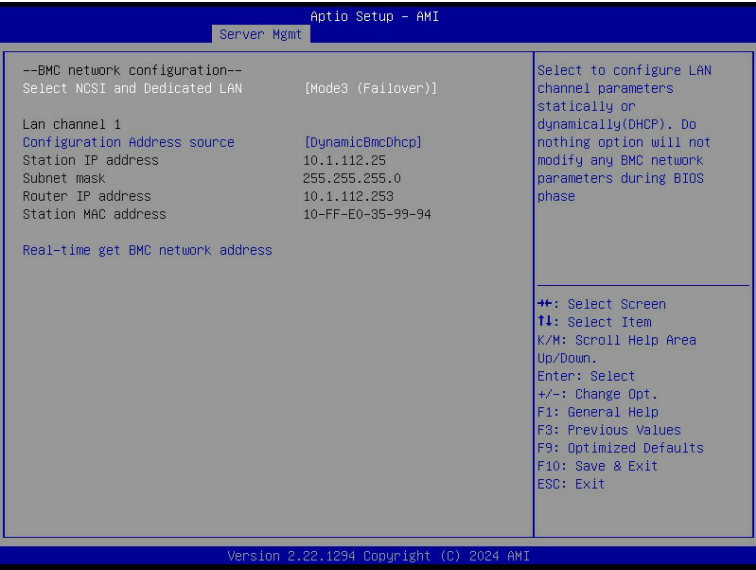 Aptio Setup - AMI
Server Mgmt
--BMC network configuration--
Select NCSI and Dedicated LAN [Mode3 (Failover)]
Lan channel 1
Configuration Address source [DynamicBmcDhcp]
Station IP address 10.1.112.25
Subnet mask 255.255.255.0
Router IP address 10.1.112.253
Station MAC address 10-FF-E0-35-99-94
Real-time get BMC network address
Select to configure LAN
channel parameters
statically or
dynamically(DHCP). Do
nothing option will not
modify any BMC network
parameters during BIOS
phase
→←: Select Screen
↑↓: Select Item
K/M: Scroll Help Area
Up/Down.
Enter: Select
+/-: Change Opt.
F1: General Help
F3: Previous Values
F9: Optimized Defaults
F10: Save & Exit
ESC: Exit
Version 2.22.1294 Copyright (C) 2024 AMI